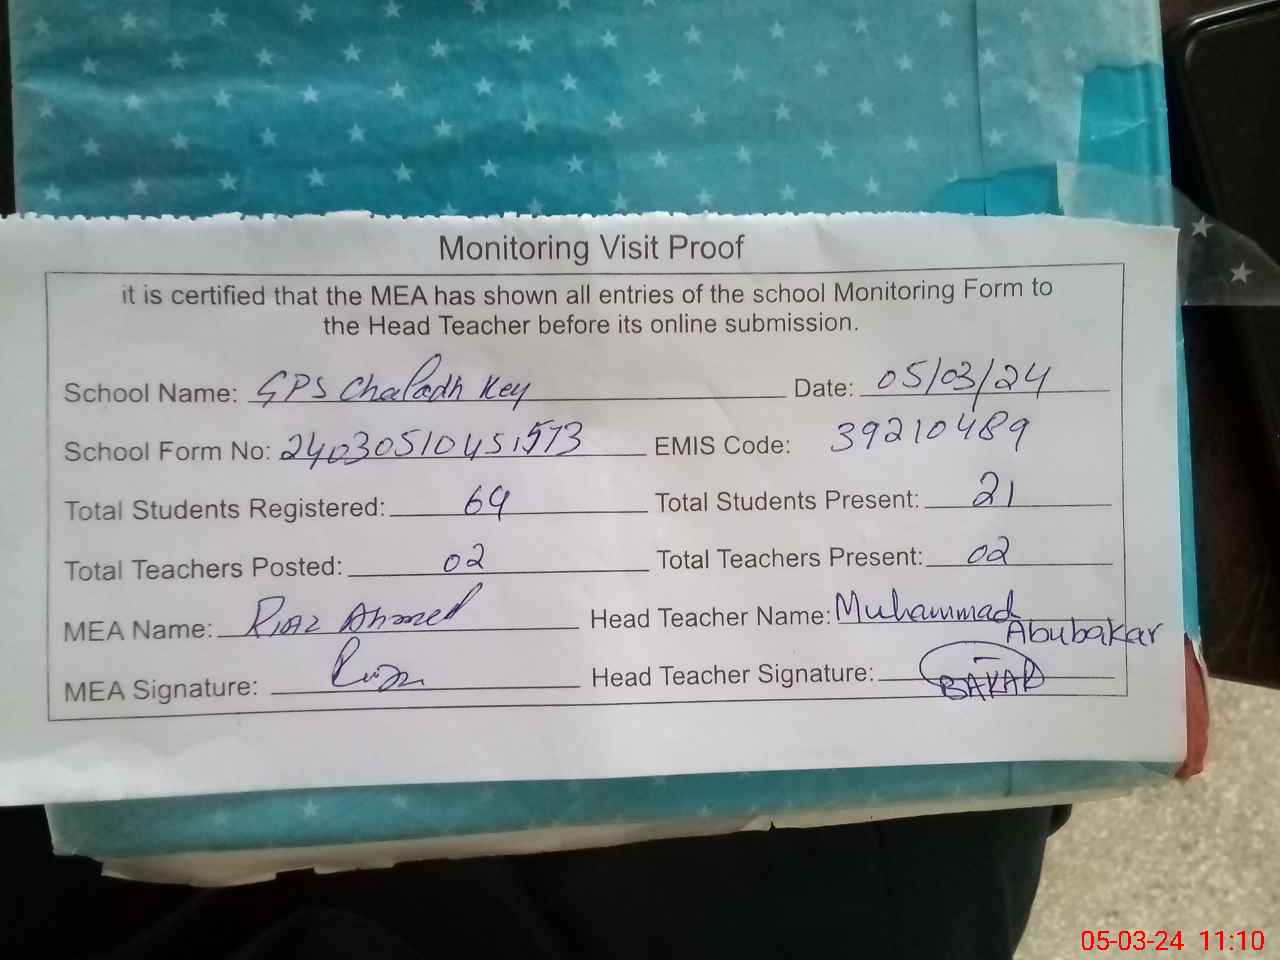 Monitoring Visit Proof
it is certified that the MEA has shown all entries of the school Monitoring Form to
the Head Teacher before its online submission.
School Name: GPS Chaladh Key Date: 05/03/24
School Form No: 24030510451573 EMIS Code: 39210489
Total Students Registered: 69 Total Students Present: 21
Total Teachers Posted: 02 Total Teachers Present: 02
MEA Name: Riaz Ahmed Head Teacher Name: Muhammad
Abubakar
MEA Signature: Head Teacher Signature: BAKAR
05-03-24 11:10